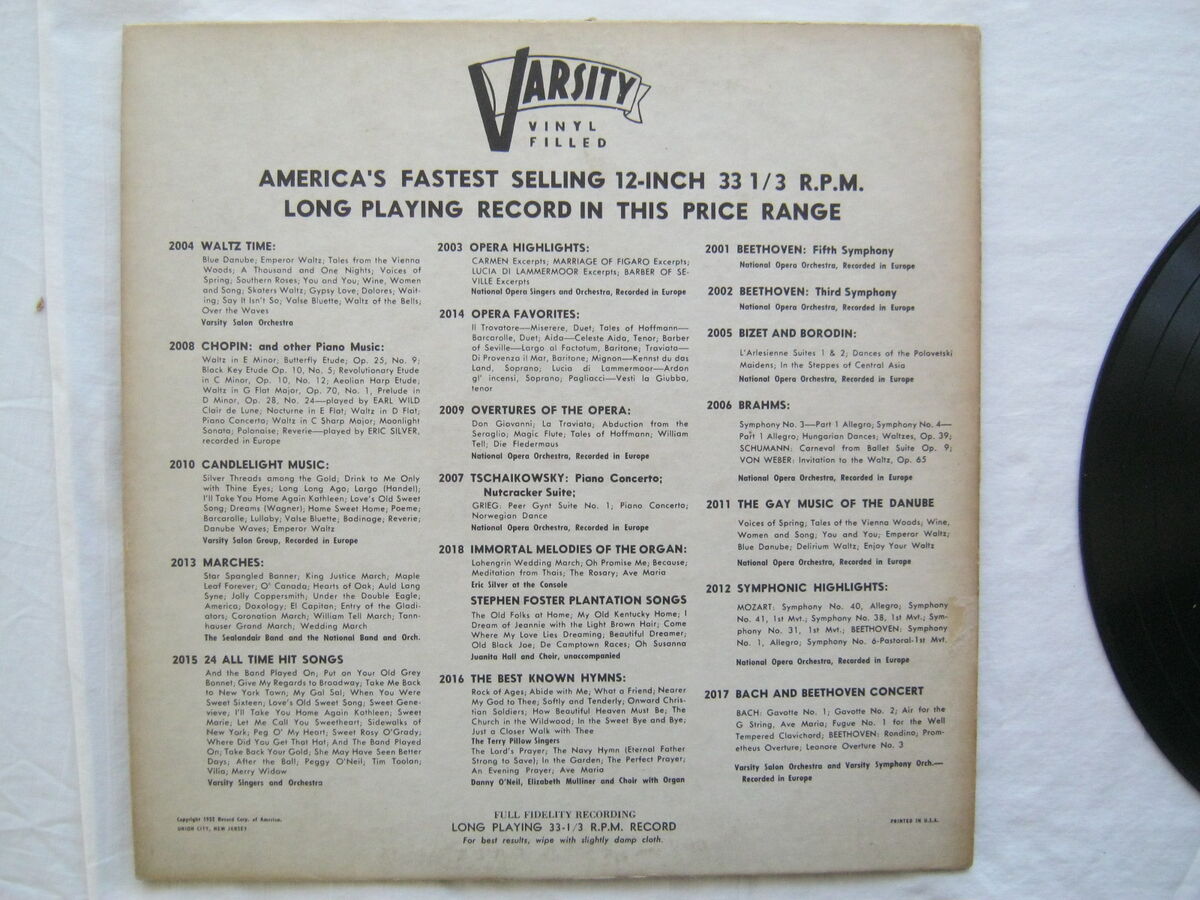 VARSITY
VINYL
FILLED
AMERICA'S FASTEST SELLING 12-INCH 33 1/3 R.P.M.
LONG PLAYING RECORD IN THIS PRICE RANGE
2004 WALTZ TIME:
Blue Danube; Emperor Waltz; Tales from the Vienna
Woods; A Thousand and One Nights; Voices of
Spring; Southern Roses; You and You; Wine, Women
and Song; Skaters Waltz; Gypsy Love; Dolores; Wait-
ing; Say It Isn't So; Valse Bluette; Waltz of the Bells;
Over the Waves
Varsity Salon Orchestra
2008 CHOPIN: and other Piano Music:
Waltz in E Minor; Butterfly Etude; Op. 25, No. 9;
Black Key Etude Op. 10, No. 5; Revolutionary Etude
in C Minor, Op. 10, No. 12; Aeolian Harp Etude;
Waltz in G Flat Major, Op. 70, No. 1, Prelude in
D Minor, Op. 28, No. 24—played by EARL WILD
Clair de Lune; Nocturne in E Flat; Waltz in D Flat;
Piano Concerto; Waltz in C Sharp Major; Moonlight
Sonata; Polonaise; Reverie—played by ERIC SILVER,
recorded in Europe
2010 CANDLELIGHT MUSIC:
Silver Threads among the Gold; Drink to Me Only
with Thine Eyes; Long Long Ago; Largo (Handel);
I'll Take You Home Again Kathleen; Love's Old Sweet
Song; Dreams (Wagner); Home Sweet Home; Poeme;
Barcarolle; Lullaby; Valse Bluette; Badinage; Reverie;
Danube Waves; Emperor Waltz
Varsity Salon Group, Recorded in Europe
2013 MARCHES:
Star Spangled Banner; King Justice March; Maple
Leaf Forever; O' Canada; Hearts of Oak; Auld Lang
Syne; Jolly Coppersmith; Under the Double Eagle;
America; Doxology; El Capitan; Entry of the Gladi-
ators; Coronation March; William Tell March; Tann-
hauser Grand March; Wedding March
The Sealandair Band and the National Band and Orch.
2015 24 ALL TIME HIT SONGS
And the Band Played On; Put on Your Old Grey
Bonnet; Give My Regards to Broadway; Take Me Back
to New York Town; My Gal Sal; When You Were
Sweet Sixteen; Love's Old Sweet Song; Sweet Gene-
vieve, I'll Take You Home Again Kathleen; Sweet
Marie; Let Me Call You Sweetheart; Sidewalks of
New York; Peg O' My Heart; Sweet Rosy O'Grady;
Where Did You Get That Hat; And The Band Played
On; Take Back Your Gold; She May Have Seen Better
Days; After the Ball; Peggy O'Neil; Tim Toolan;
Vilia; Merry Widow
Varsity Singers and Orchestra
Copyright 1953 Record Corp. of America.
UNION CITY, NEW JERSEY
2003 OPERA HIGHLIGHTS:
CARMEN Excerpts; MARRIAGE OF FIGARO Excerpts;
LUCIA DI LAMMERMOOR Excerpts; BARBER OF SE-
VILLE Excerpts
National Opera Singers and Orchestra, Recorded in Europe
2014 OPERA FAVORITES:
Il Trovatore—Miserere, Duet; Tales of Hoffmann—
Barcarolle, Duet; Aida—Celeste Aida, Tenor; Barber
of Seville—Largo al Factotum, Baritone; Traviata—
Di Provenza il Mar, Baritone; Mignon—Kennst du das
Land, Soprano; Lucia di Lammermoor—Ardon
gl' incensi, Soprano; Pagliacci—Vesti la Giubba,
tenor
2009 OVERTURES OF THE OPERA:
Don Giovanni; La Traviata; Abduction from the
Seraglio; Magic Flute; Tales of Hoffmann; William
Tell; Die Fledermaus
National Opera Orchestra, Recorded in Europe
2007 TSCHAIKOWSKY: Piano Concerto;
Nutcracker Suite;
GRIEG: Peer Gynt Suite No. 1; Piano Concerto;
Norwegian Dance
National Opera Orchestra, Recorded in Europe
2018 IMMORTAL MELODIES OF THE ORGAN:
Lohengrin Wedding March; Oh Promise Me; Because;
Meditation from Thais; The Rosary; Ave Maria
Eric Silver at the Console
STEPHEN FOSTER PLANTATION SONGS
The Old Folks at Home; My Old Kentucky Home; I
Dream of Jeannie with the Light Brown Hair; Come
Where My Love Lies Dreaming; Beautiful Dreamer;
Old Black Joe; De Camptown Races; Oh Susanna
Juanita Hall and Choir, unaccompanied
2016 THE BEST KNOWN HYMNS:
Rock of Ages; Abide with Me; What a Friend; Nearer
My God to Thee; Softly and Tenderly; Onward Chris-
tian Soldiers; How Beautiful Heaven Must Be; The
Church in the Wildwood; In the Sweet Bye and Bye;
Just a Closer Walk with Thee
The Terry Pillow Singers
The Lord's Prayer; The Navy Hymn (Eternal Father
Strong to Save); In the Garden; The Perfect Prayer;
An Evening Prayer; Ave Maria
Danny O'Neil, Elizabeth Mulliner and Choir with Organ
FULL FIDELITY RECORDING
LONG PLAYING 33-1/3 R.P.M. RECORD
For best results, wipe with slightly damp cloth.
2001 BEETHOVEN: Fifth Symphony
National Opera Orchestra, Recorded in Europe
2002 BEETHOVEN: Third Symphony
National Opera Orchestra, Recorded in Europe
2005 BIZET AND BORODIN:
L'Arlesienne Suites 1 & 2; Dances of the Polovetski
Maidens; In the Steppes of Central Asia
National Opera Orchestra, Recorded in Europe
2006 BRAHMS:
Symphony No. 3—Part 1 Allegro; Symphony No. 4—
Part 1 Allegro; Hungarian Dances; Waltzes, Op. 39;
SCHUMANN: Carneval from Ballet Suite Op. 9;
VON WEBER: Invitation to the Waltz, Op. 65
National Opera Orchestra, Recorded in Europe
2011 THE GAY MUSIC OF THE DANUBE
Voices of Spring; Tales of the Vienna Woods; Wine,
Women and Song; You and You; Emperor Waltz;
Blue Danube; Delirium Waltz, Enjoy Your Waltz
National Opera Orchestra, Recorded in Europe
2012 SYMPHONIC HIGHLIGHTS:
MOZART: Symphony No. 40, Allegro; Symphony
No. 41, 1st Mvt.; Symphony No. 38, 1st Mvt.; Sym-
phony No. 31, 1st Mvt.; BEETHOVEN: Symphony
No. 1, Allegro; Symphony No. 6-Pastoral-1st Mvt.
National Opera Orchestra, Recorded in Europe
2017 BACH AND BEETHOVEN CONCERT
BACH: Gavotte No. 1; Gavotte No. 2; Air for the
G String, Ave Maria; Fugue No. 1 for the Well
Tempered Clavichord; BEETHOVEN: Rondino; Prom-
etheus Overture; Leonore Overture No. 3
Varsity Salon Orchestra and Varsity Symphony Orch.—
Recorded in Europe
PRINTED IN U.S.A.